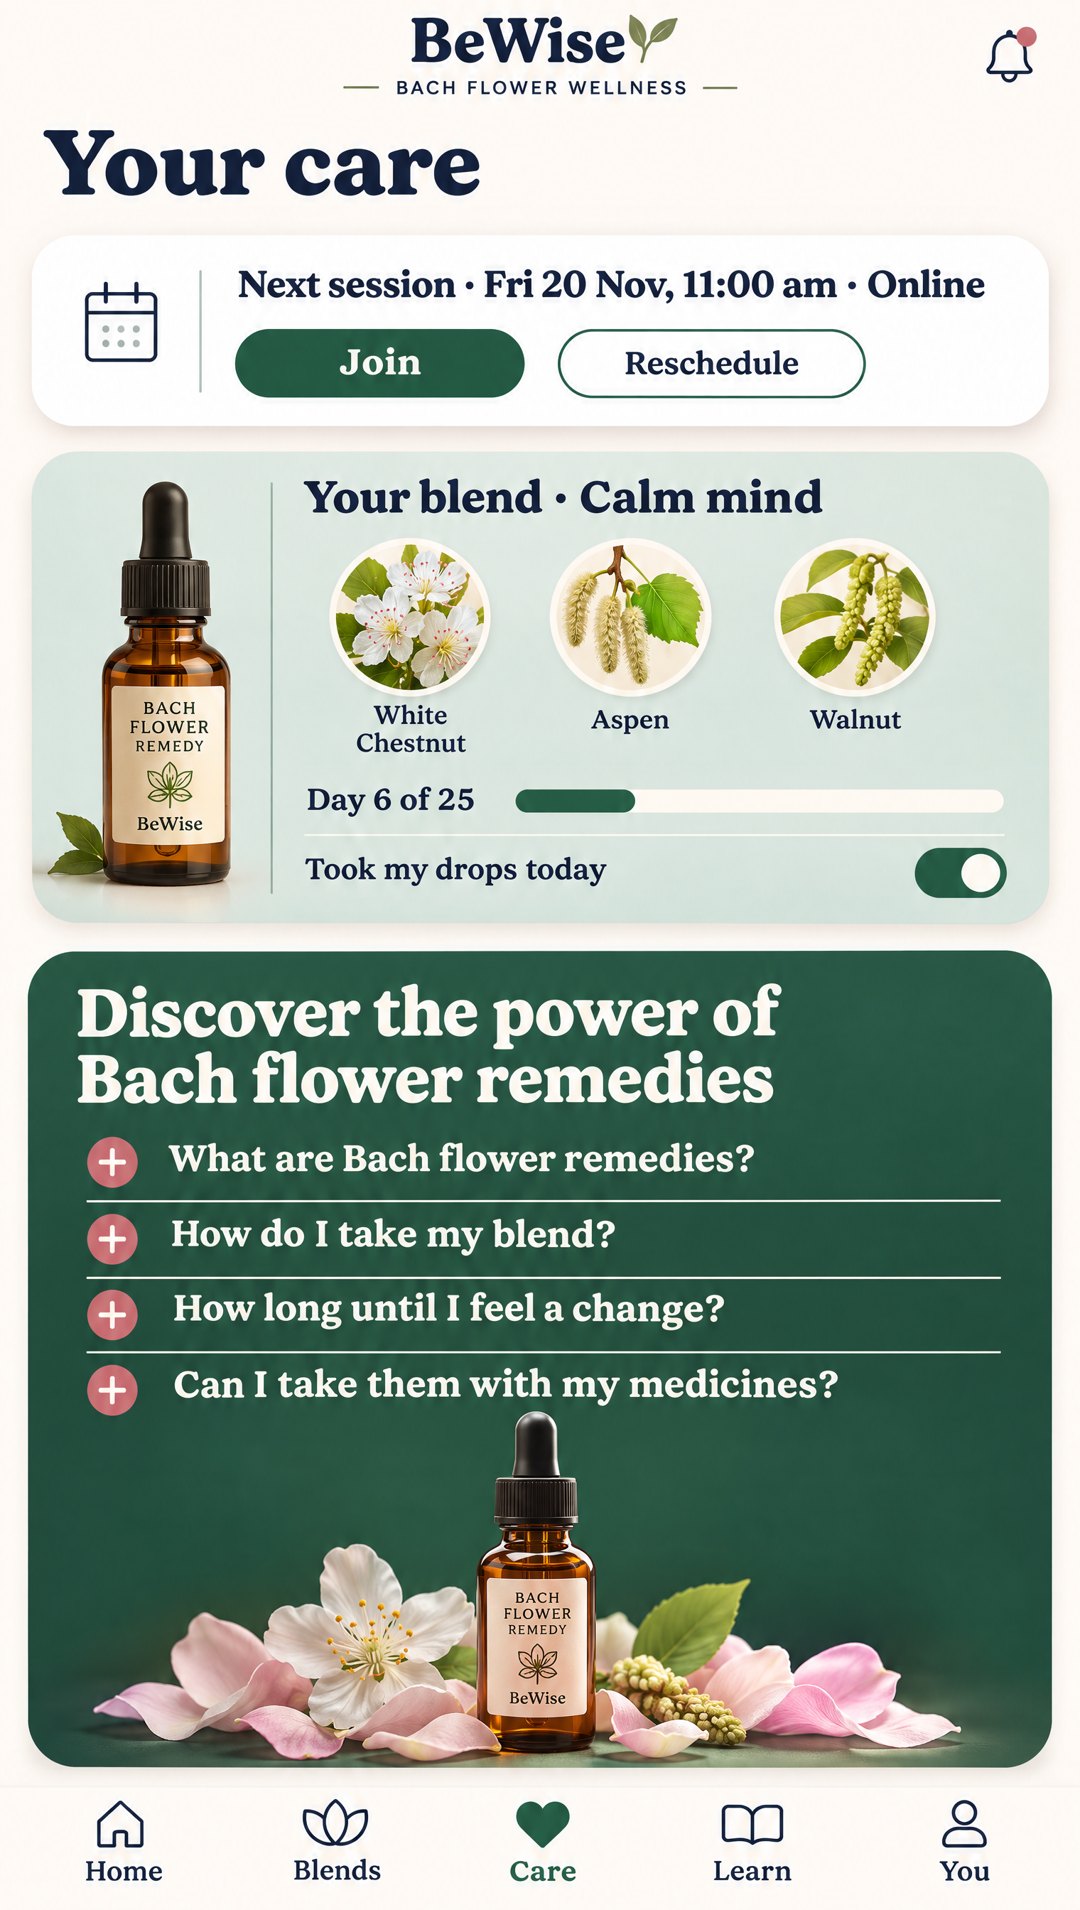 BeWise
BACH FLOWER WELLNESS
Your care
Next session · Fri 20 Nov, 11:00 am · Online
Join
Reschedule
Your blend · Calm mind
BACH
FLOWER
REMEDY
BeWise
White
Chestnut
Aspen
Walnut
Day 6 of 25
Took my drops today
Discover the power of
Bach flower remedies
What are Bach flower remedies?
How do I take my blend?
How long until I feel a change?
Can I take them with my medicines?
BACH
FLOWER
REMEDY
BeWise
Home
Blends
Care
Learn
You